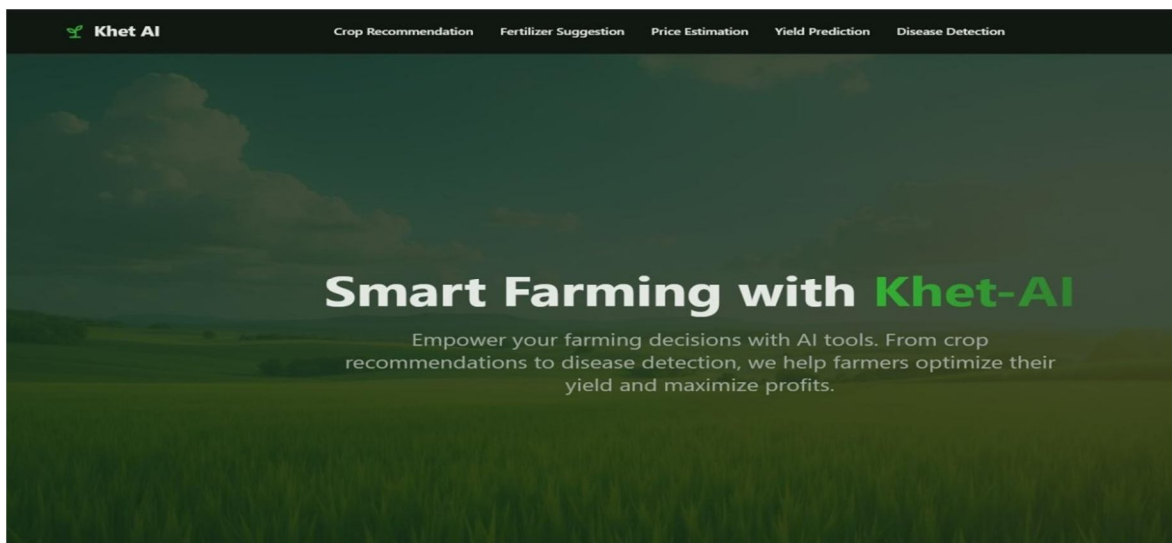 Khet AI
Crop Recommendation Fertilizer Suggestion Price Estimation Yield Prediction Disease Detection
Smart Farming with Khet-AI
Empower your farming decisions with AI tools. From crop
recommendations to disease detection, we help farmers optimize their
yield and maximize profits.